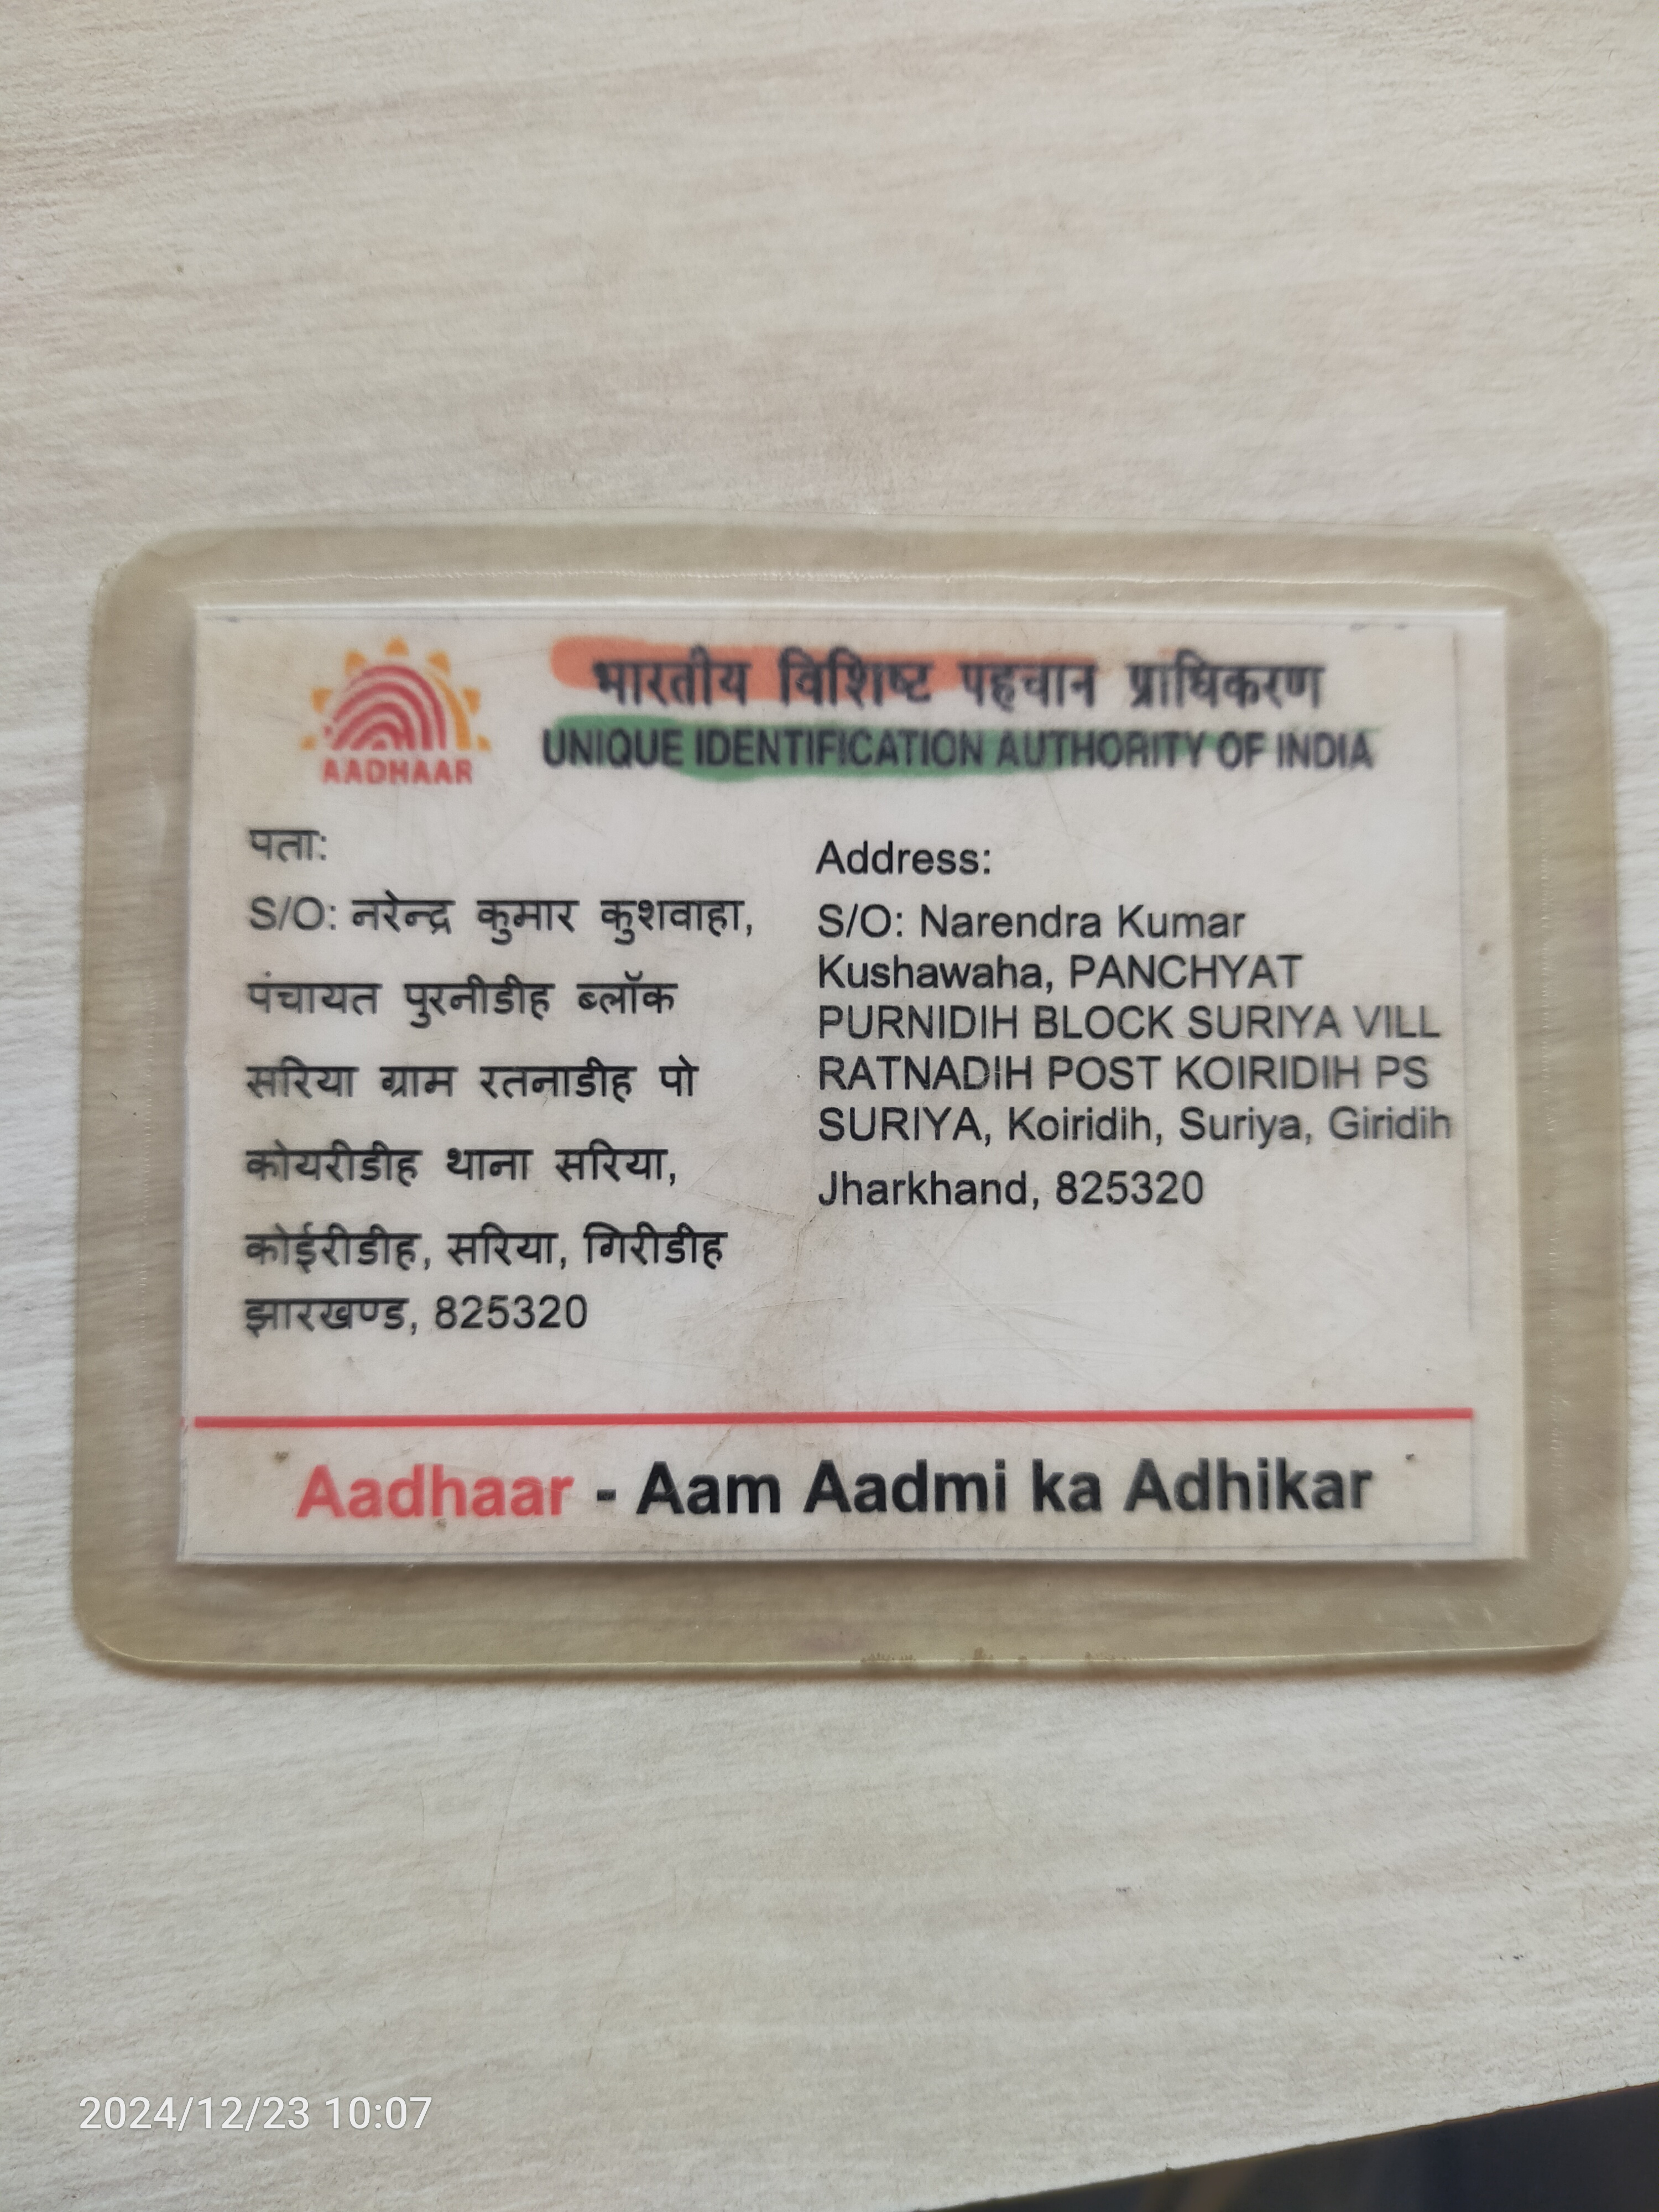 भारतीय विशिष्ट पहचान प्राधिकरण
UNIQUE IDENTIFICATION AUTHORITY OF INDIA
AADHAAR
पता:
S/O: नरेन्द्र कुमार कुशवाहा,
पंचायत पुरनीडीह ब्लॉक
सरिया ग्राम रतनाडीह पो
कोयरीडीह थाना सरिया,
कोईरीडीह, सरिया, गिरीडीह
झारखण्ड, 825320
Address:
S/O: Narendra Kumar
Kushawaha, PANCHYAT
PURNIDIH BLOCK SURIYA VILL
RATNADIH POST KOIRIDIH PS
SURIYA, Koiridih, Suriya, Giridih
Jharkhand, 825320
Aadhaar - Aam Aadmi ka Adhikar
2024/12/23 10:07